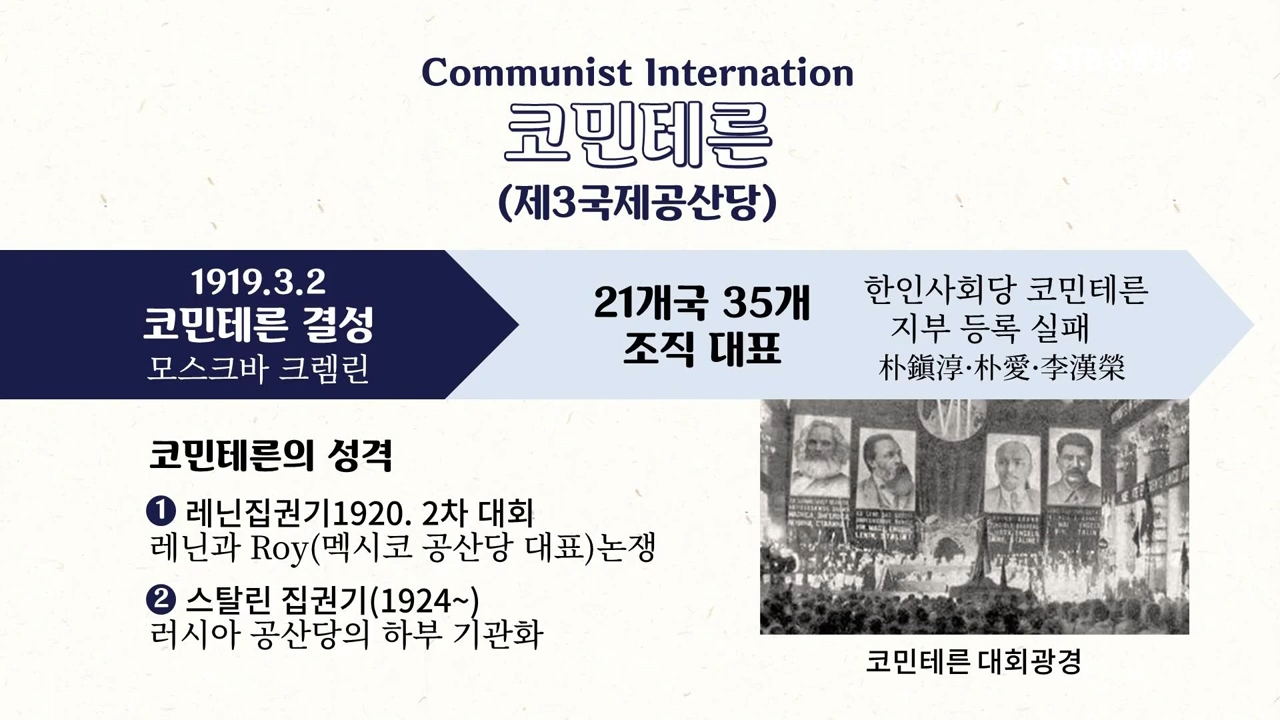 Communist Internation
코민테른
(제3국제공산당)
1919.3.2
코민테른 결성
모스크바 크렘린
21개국 35개
조직 대표
한인사회당 코민테른
지부 등록 실패
朴鎭淳·朴愛·李漢榮
코민테른의 성격
1 레닌집권기1920. 2차 대회
레닌과 Roy(멕시코 공산당 대표)논쟁
2 스탈린 집권기(1924~)
러시아 공산당의 하부 기관화
VII
코민테른 대회광경